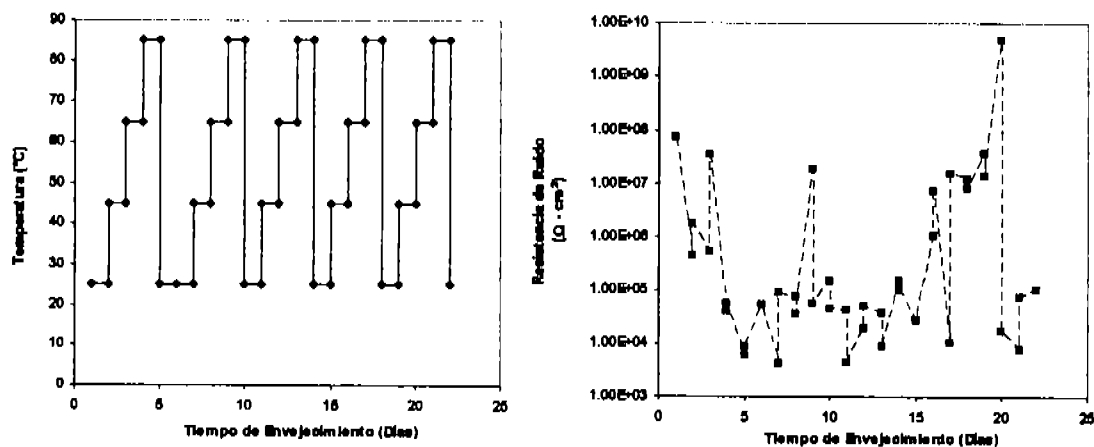 90
80
70
60
50
40
30
20
10
0
Temperatura (°C)
0 5 10 15 20 25
Tiempo de Envejecimiento (Días)
1.00E+10
1.00E+09
1.00E+08
1.00E+07
1.00E+06
1.00E+05
1.00E+04
1.00E+03
Resistencia de Ruido
(Ω - cm²)
0 5 10 15 20 25
Tiempo de Envejecimiento (Días)